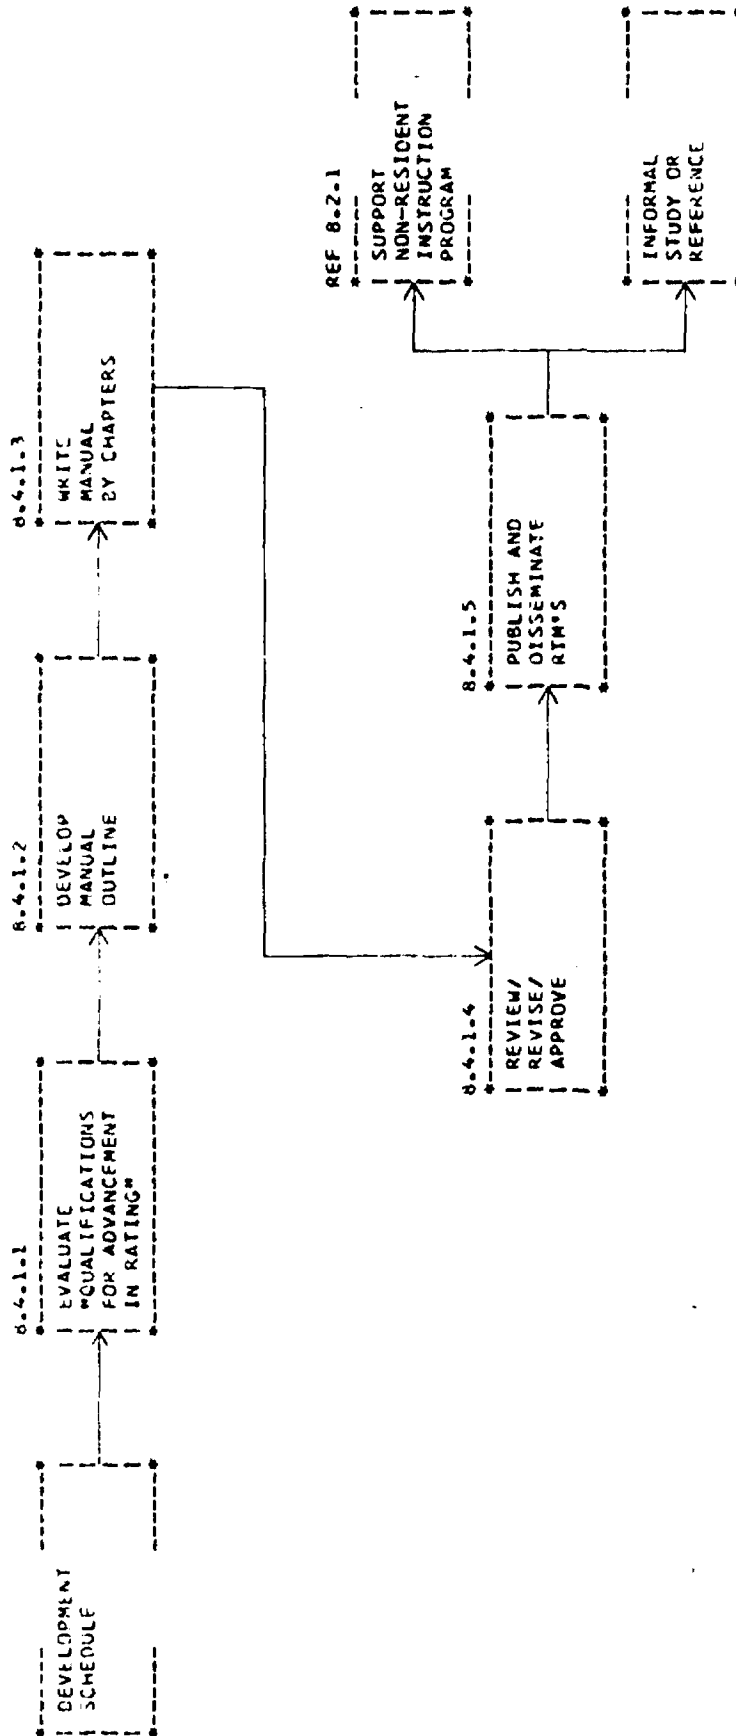 DEVELOPMENT
SCHEDULE
8.4.1.1
EVALUATE
"QUALIFICATIONS
FOR ADVANCEMENT
IN RATING"
8.4.1.2
DEVELOP
MANUAL
OUTLINE
8.4.1.3
WRITE
MANUAL
BY CHAPTERS
8.4.1.4
REVIEW/
REVISE/
APPROVE
8.4.1.5
PUBLISH AND
DISSEMINATE
RTM'S
REF 8.2.1
SUPPORT
NON-RESIDENT
INSTRUCTION
PROGRAM
INFORMAL
STUDY OR
REFERENCE